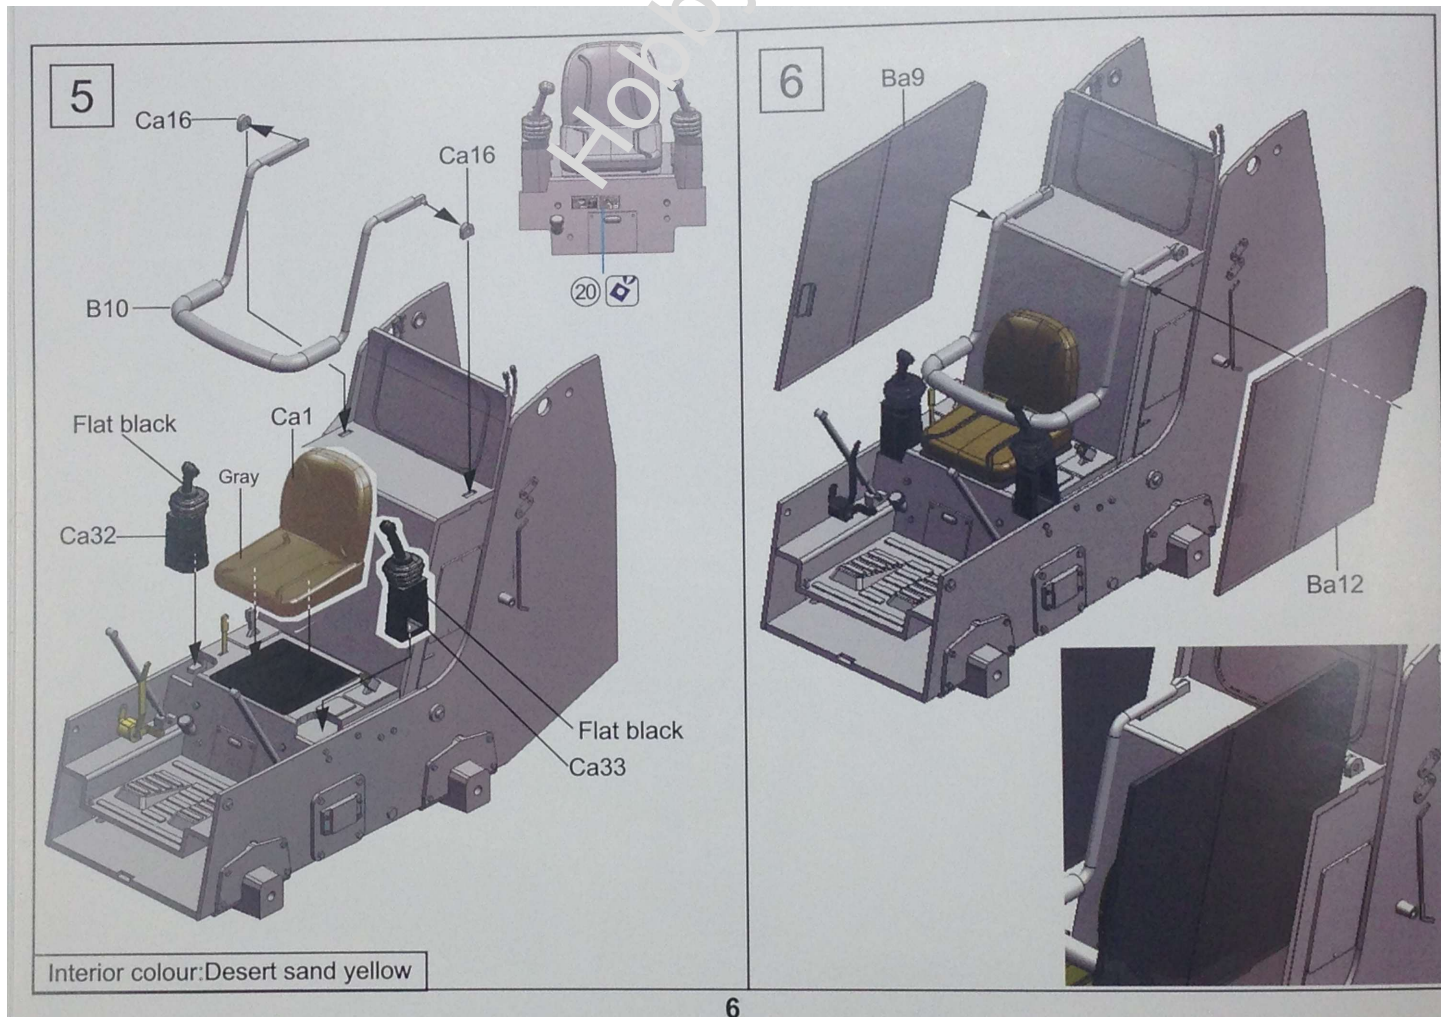 5
Ca16
Ca16
B10
20
Flat black
Ca1
Gray
Ca32
Flat black
Ca33
Interior colour:Desert sand yellow
6
Ba9
Ba12
6